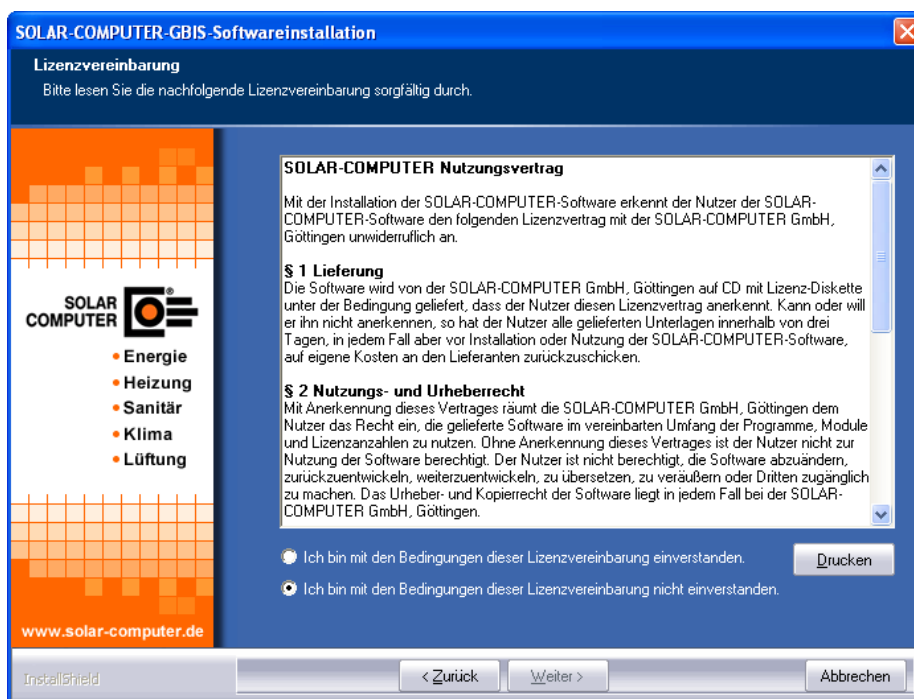 SOLAR-COMPUTER-GBIS-Softwareinstallation
Lizenzvereinbarung
Bitte lesen Sie die nachfolgende Lizenzvereinbarung sorgfältig durch.
SOLAR
COMPUTER
®
• Energie
• Heizung
• Sanitär
• Klima
• Lüftung
www.solar-computer.de
SOLAR-COMPUTER Nutzungsvertrag
Mit der Installation der SOLAR-COMPUTER-Software erkennt der Nutzer der SOLAR-
COMPUTER-Software den folgenden Lizenzvertrag mit der SOLAR-COMPUTER GmbH,
Göttingen unwiderruflich an.
§ 1 Lieferung
Die Software wird von der SOLAR-COMPUTER GmbH, Göttingen auf CD mit Lizenz-Diskette
unter der Bedingung geliefert, dass der Nutzer diesen Lizenzvertrag anerkennt. Kann oder will
er ihn nicht anerkennen, so hat der Nutzer alle gelieferten Unterlagen innerhalb von drei
Tagen, in jedem Fall aber vor Installation oder Nutzung der SOLAR-COMPUTER-Software,
auf eigene Kosten an den Lieferanten zurückzuschicken.
§ 2 Nutzungs- und Urheberrecht
Mit Anerkennung dieses Vertrages räumt die SOLAR-COMPUTER GmbH, Göttingen dem
Nutzer das Recht ein, die gelieferte Software im vereinbarten Umfang der Programme, Module
und Lizenzanzahlen zu nutzen. Ohne Anerkennung dieses Vertrages ist der Nutzer nicht zur
Nutzung der Software berechtigt. Der Nutzer ist nicht berechtigt, die Software abzuändern,
zurückzuentwickeln, weiterzuentwickeln, zu übersetzen, zu veräußern oder Dritten zugänglich
zu machen. Das Urheber- und Kopierrecht der Software liegt in jedem Fall bei der SOLAR-
COMPUTER GmbH, Göttingen.
Ich bin mit den Bedingungen dieser Lizenzvereinbarung einverstanden.
Drucken
Ich bin mit den Bedingungen dieser Lizenzvereinbarung nicht einverstanden.
InstallShield
< Zurück
Weiter >
Abbrechen